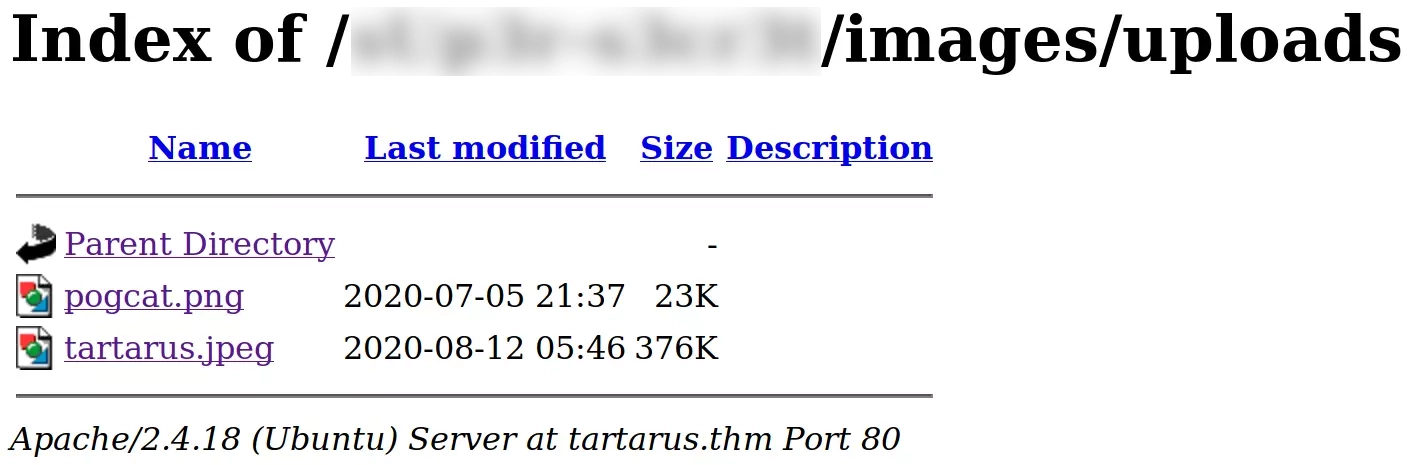 Index of / /images/uploads
Name Last modified Size Description
Parent Directory -
pogcat.png 2020-07-05 21:37 23K
tartarus.jpeg 2020-08-12 05:46 376K
Apache/2.4.18 (Ubuntu) Server at tartarus.thm Port 80